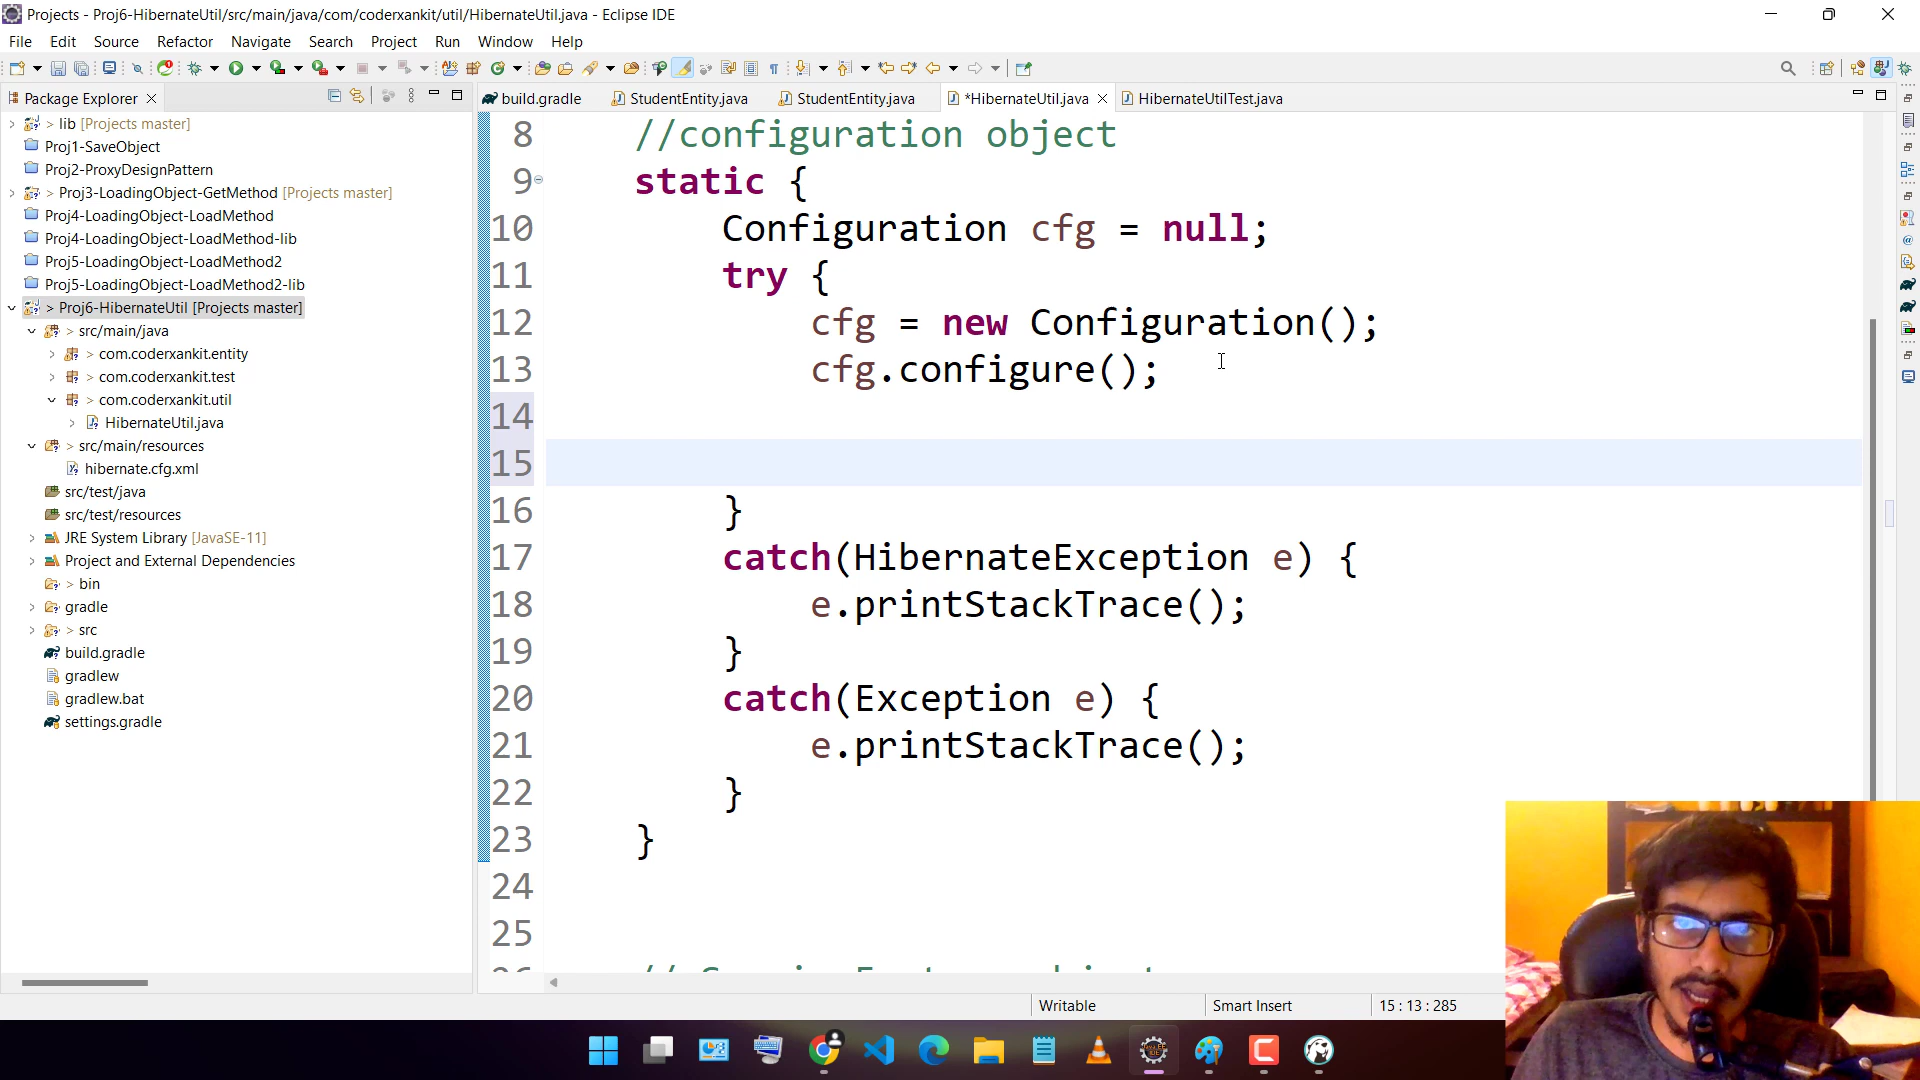 Projects - Proj6-HibernateUtil/src/main/java/com/coderxankit/util/HibernateUtil.java - Eclipse IDE
File Edit Source Refactor Navigate Search Project Run Window Help
Package Explorer
build.gradle StudentEntity.java StudentEntity.java *HibernateUtil.java HibernateUtilTest.java
> lib [Projects master]
Proj1-SaveObject
Proj2-ProxyDesignPattern
> Proj3-LoadingObject-GetMethod [Projects master]
Proj4-LoadingObject-LoadMethod
Proj4-LoadingObject-LoadMethod-lib
Proj5-LoadingObject-LoadMethod2
Proj5-LoadingObject-LoadMethod2-lib
> Proj6-HibernateUtil [Projects master]
> src/main/java
> com.coderxankit.entity
> com.coderxankit.test
> com.coderxankit.util
HibernateUtil.java
> src/main/resources
hibernate.cfg.xml
src/test/java
src/test/resources
JRE System Library [JavaSE-11]
Project and External Dependencies
> bin
gradle
> src
build.gradle
gradlew
gradlew.bat
settings.gradle
8 //configuration object
9 static {
10 Configuration cfg = null;
11 try {
12 cfg = new Configuration();
13 cfg.configure();
14
15
16 }
17 catch(HibernateException e) {
18 e.printStackTrace();
19 }
20 catch(Exception e) {
21 e.printStackTrace();
22 }
23 }
24
25
Writable Smart Insert 15 : 13 : 285